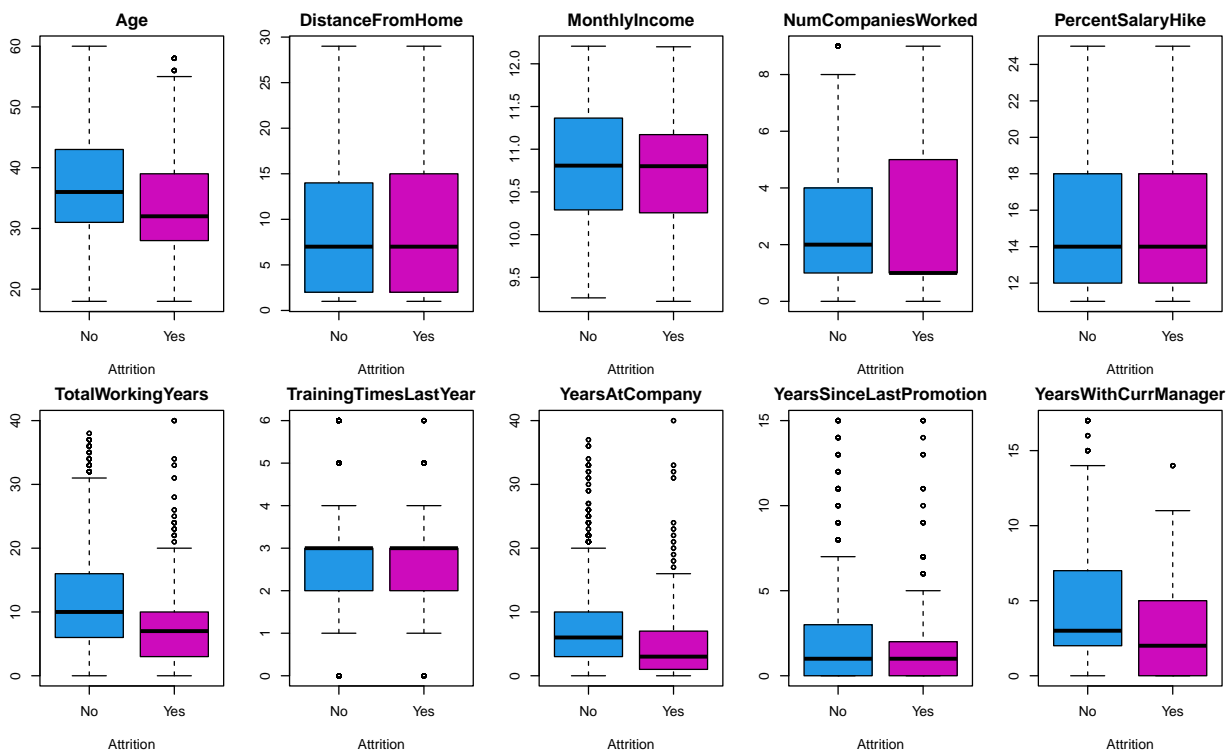 Age
60
50
40
30
20
No Yes
Attrition
DistanceFromHome
30
25
20
15
10
5
0
No Yes
Attrition
MonthlyIncome
12.0
11.5
11.0
10.5
10.0
9.5
No Yes
Attrition
NumCompaniesWorked
8
6
4
2
0
No Yes
Attrition
PercentSalaryHike
24
22
20
18
16
14
12
No Yes
Attrition
TotalWorkingYears
40
30
20
10
0
No Yes
Attrition
TrainingTimesLastYear
6
5
4
3
2
1
0
No Yes
Attrition
YearsAtCompany
40
30
20
10
0
No Yes
Attrition
YearsSinceLastPromotion
15
10
5
0
No Yes
Attrition
YearsWithCurrManager
15
10
5
0
No Yes
Attrition